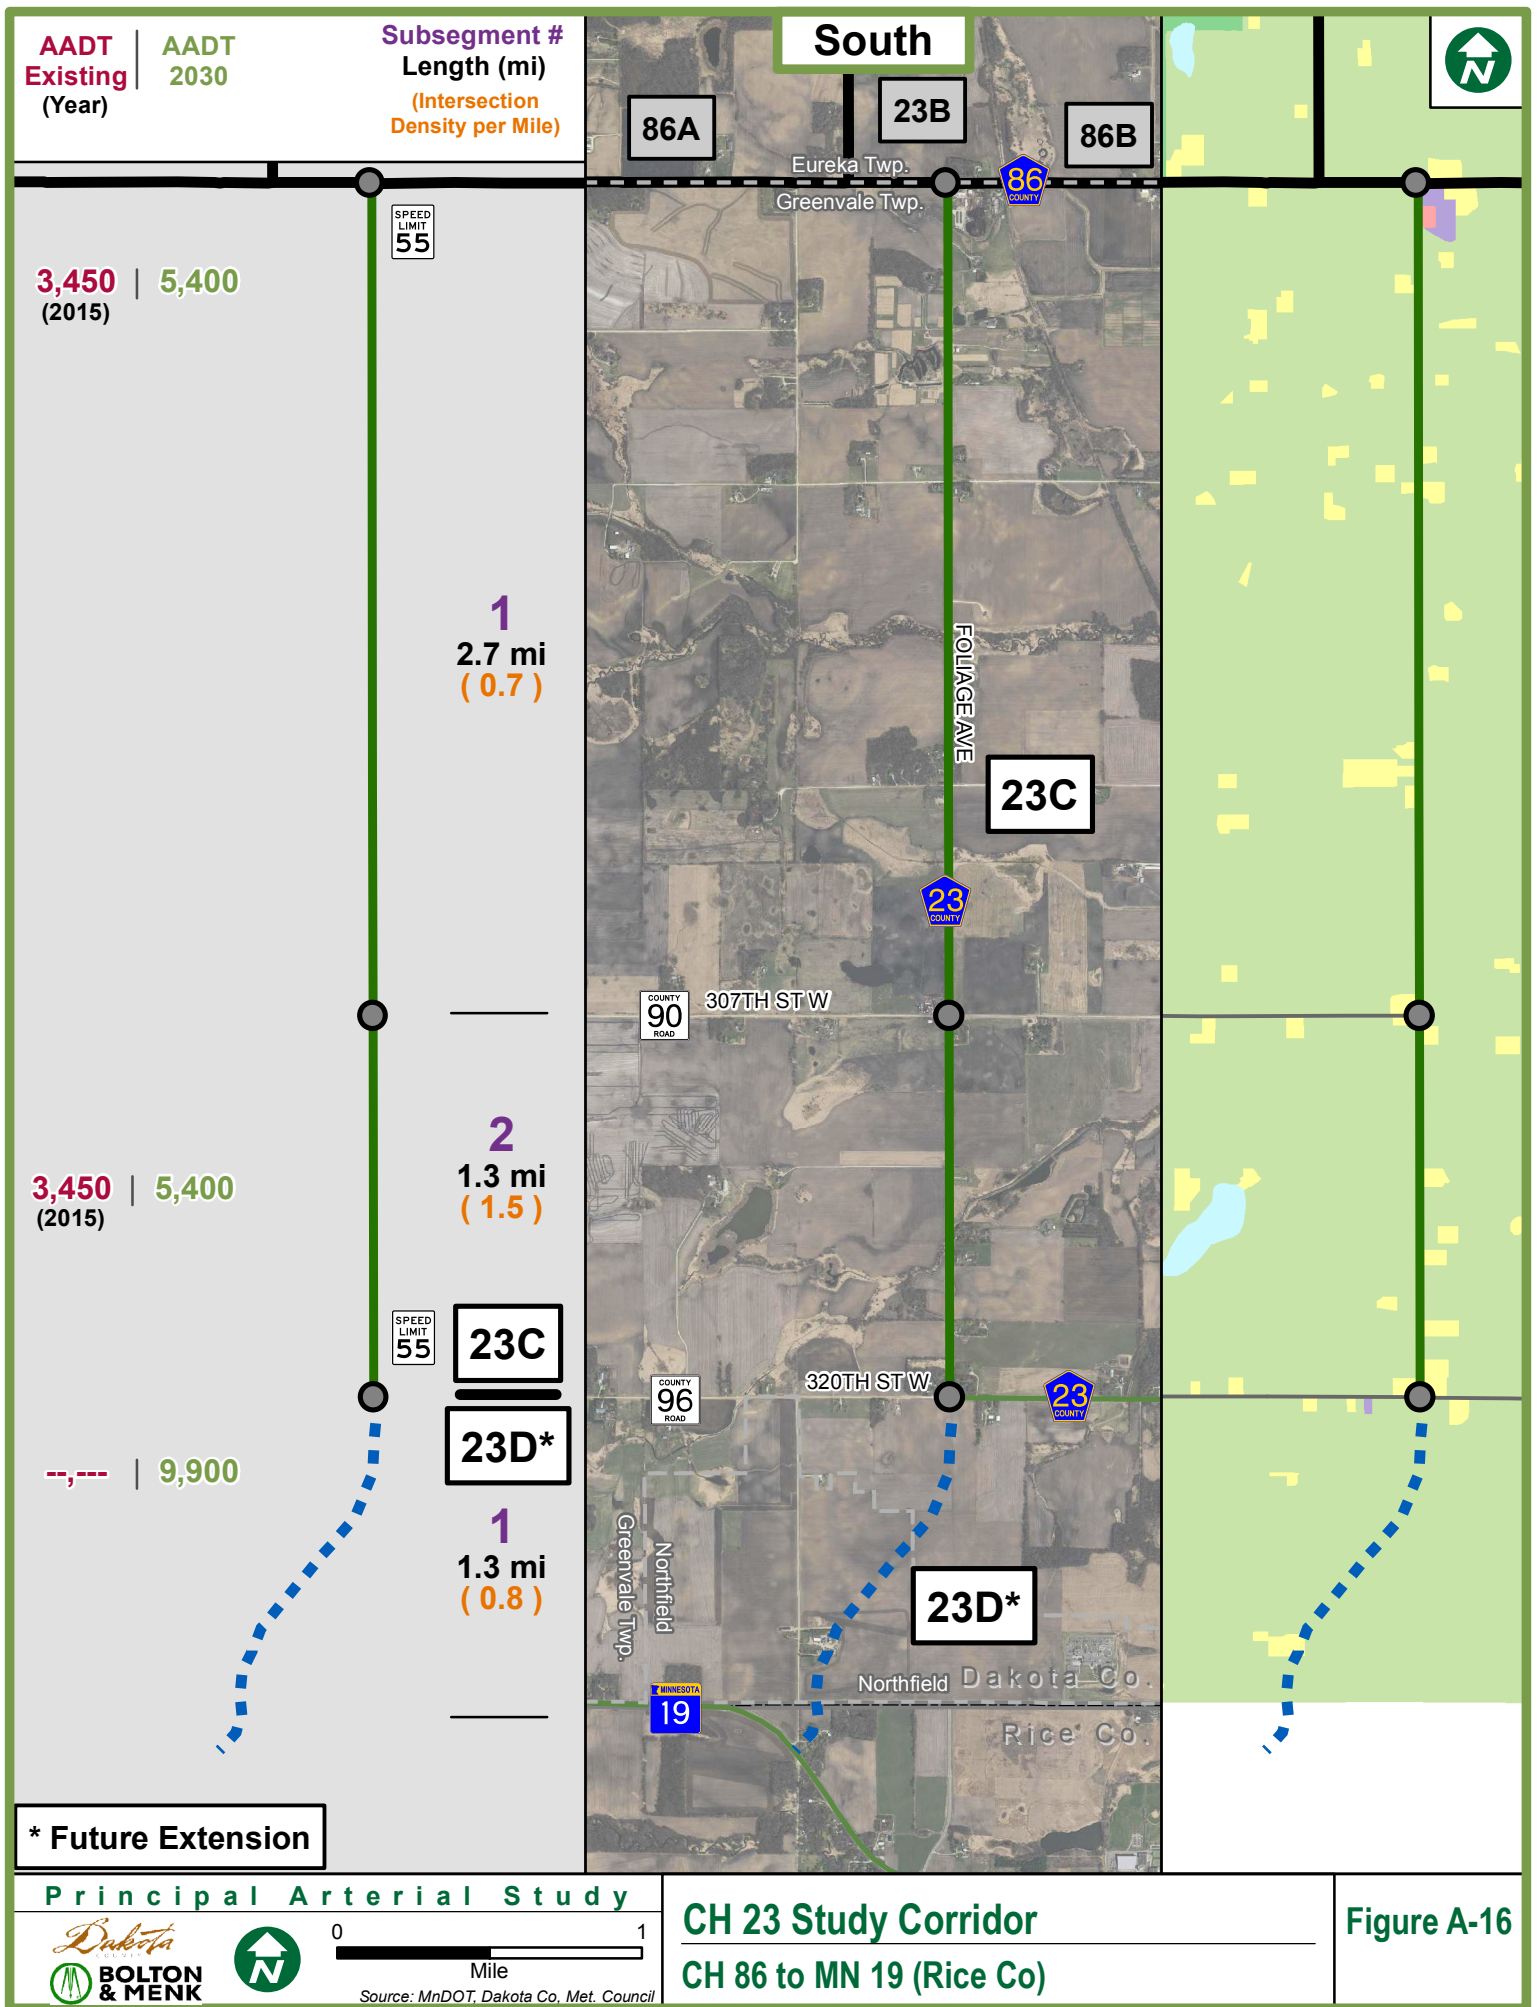 AADT Existing (Year) | AADT 2030
Subsegment #
Length (mi)
(Intersection
Density per Mile)
South
86A
23B
86B
Eureka Twp.
Greenvale Twp.
86
COUNTY
N
SPEED
LIMIT
55
3,450 | 5,400
(2015)
1
2.7 mi
( 0.7 )
FOLIAGE AVE
23C
23
COUNTY
COUNTY
90
ROAD
307TH ST W
2
1.3 mi
( 1.5 )
3,450 | 5,400
(2015)
SPEED
LIMIT
55
23C
23D*
COUNTY
96
ROAD
320TH ST W
23
COUNTY
--,--- | 9,900
1
1.3 mi
( 0.8 )
Greenvale Twp.
Northfield
23D*
Northfield
Dakota Co.
Rice Co.
MINNESOTA
19
* Future Extension
Principal Arterial Study
Dakota
COUNTY
BOLTON
& MENK
N
0 1
Mile
Source: MnDOT, Dakota Co, Met. Council
CH 23 Study Corridor
CH 86 to MN 19 (Rice Co)
Figure A-16